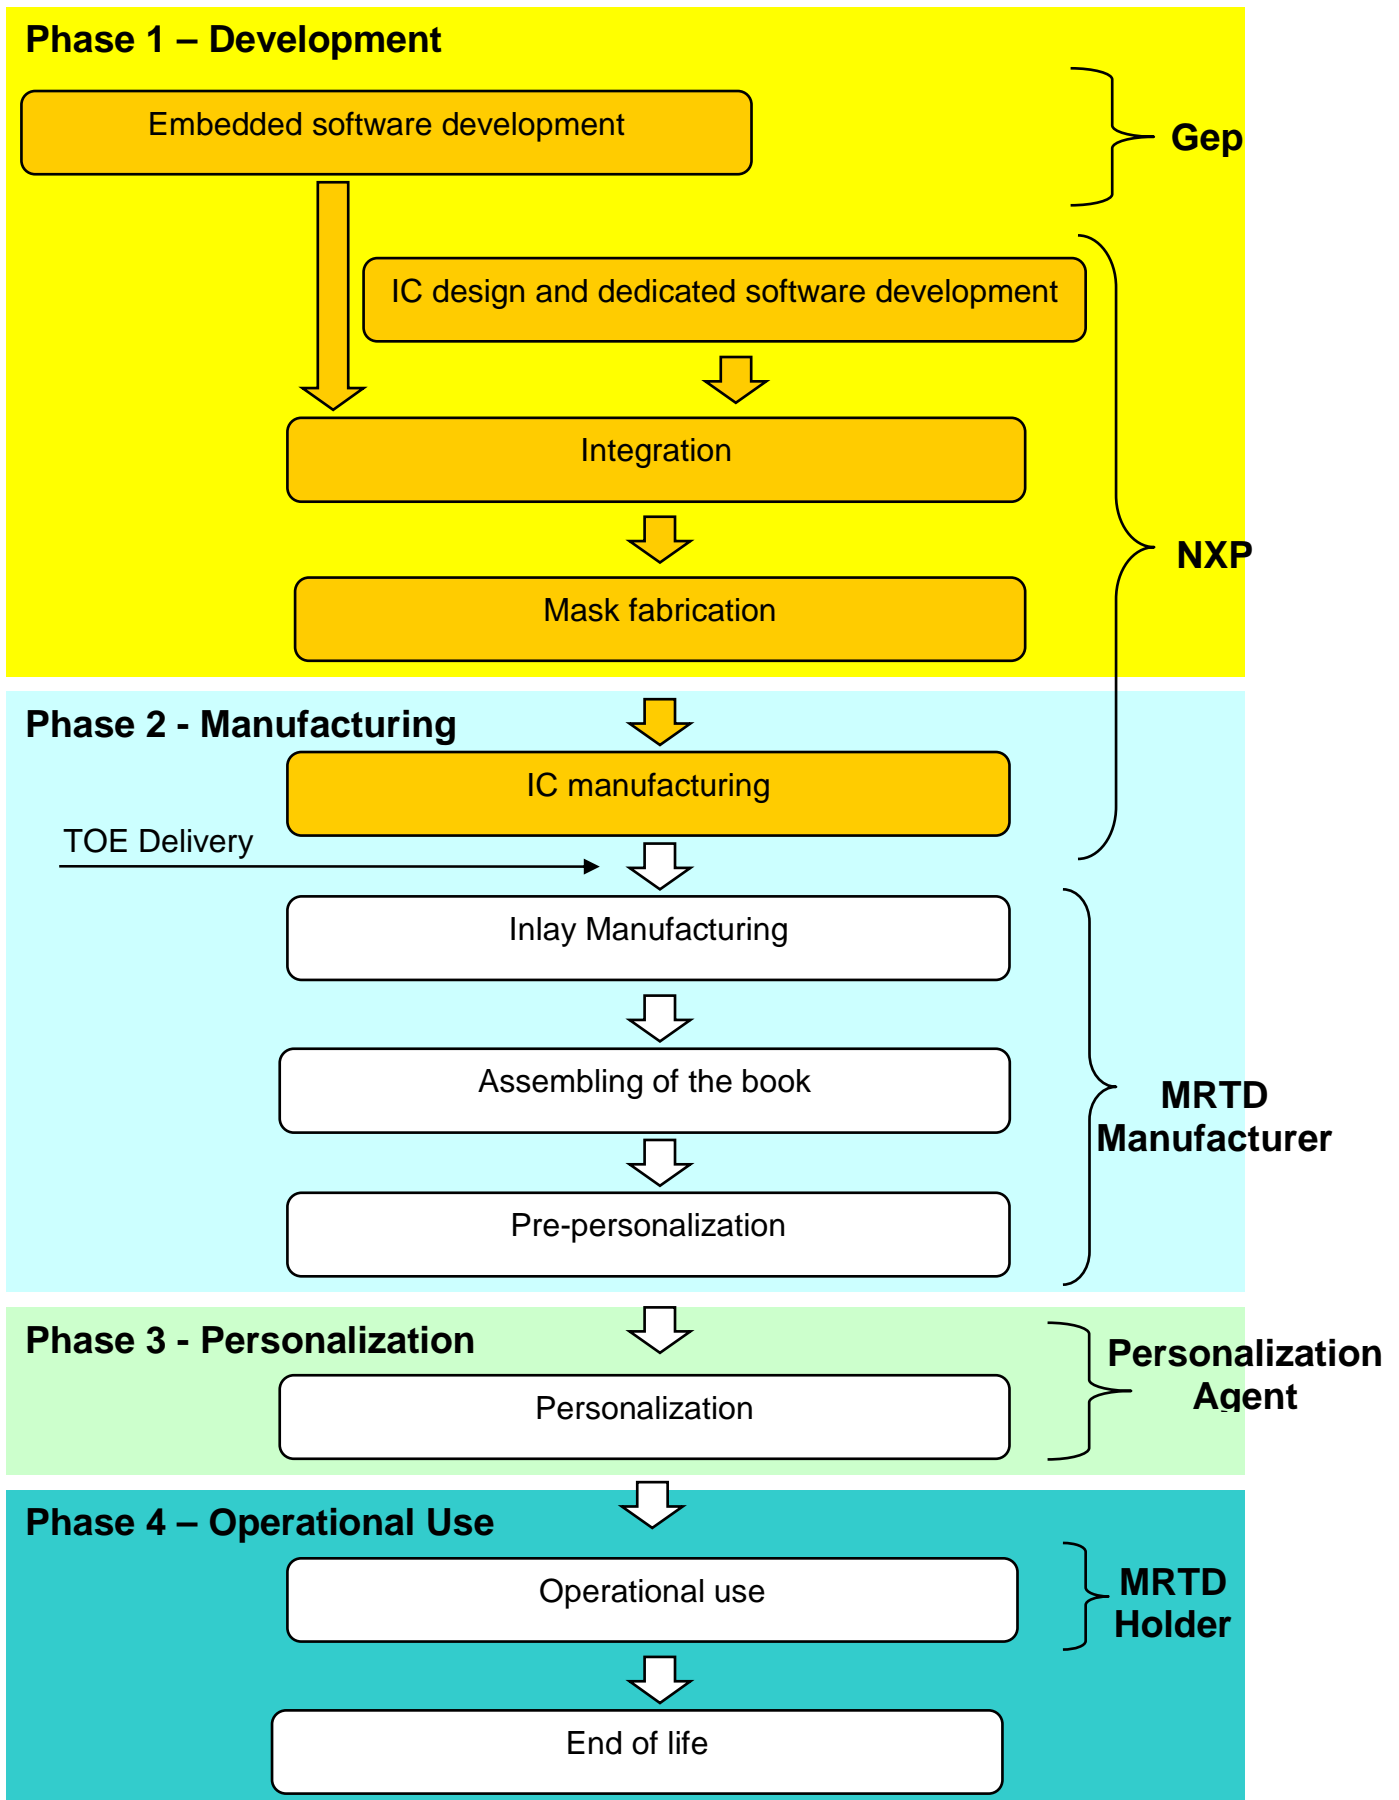 Phase 1 – Development
Embedded software development
Gep
IC design and dedicated software development
Integration
NXP
Mask fabrication
Phase 2 - Manufacturing
IC manufacturing
TOE Delivery
Inlay Manufacturing
Assembling of the book
MRTD
Manufacturer
Pre-personalization
Phase 3 - Personalization
Personalization
Agent
Personalization
Phase 4 – Operational Use
Operational use
MRTD
Holder
End of life